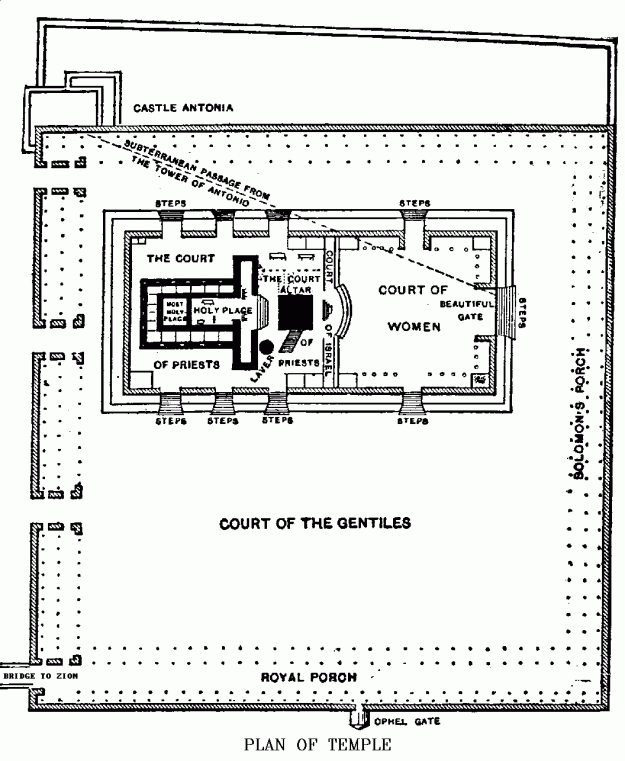 CASTLE ANTONIA
SUBTERRANEAN PASSAGE FROM
THE TOWER OF ANTONIO
STEPS
STEPS
STEPS
STEPS
THE COURT
THE COURT
ALTAR
COURT
COURT OF
WOMEN
BEAUTIFUL
GATE
STEPS
MOST
HOLY
PLACE
HOLY PLACE
OF PRIESTS
LAVER
OF
PRIESTS
OF ISRAEL
STEPS
STEPS
STEPS
STEPS
SOLOMON'S PORCH
COURT OF THE GENTILES
BRIDGE TO ZION
ROYAL PORCH
OPHEL GATE
PLAN OF TEMPLE